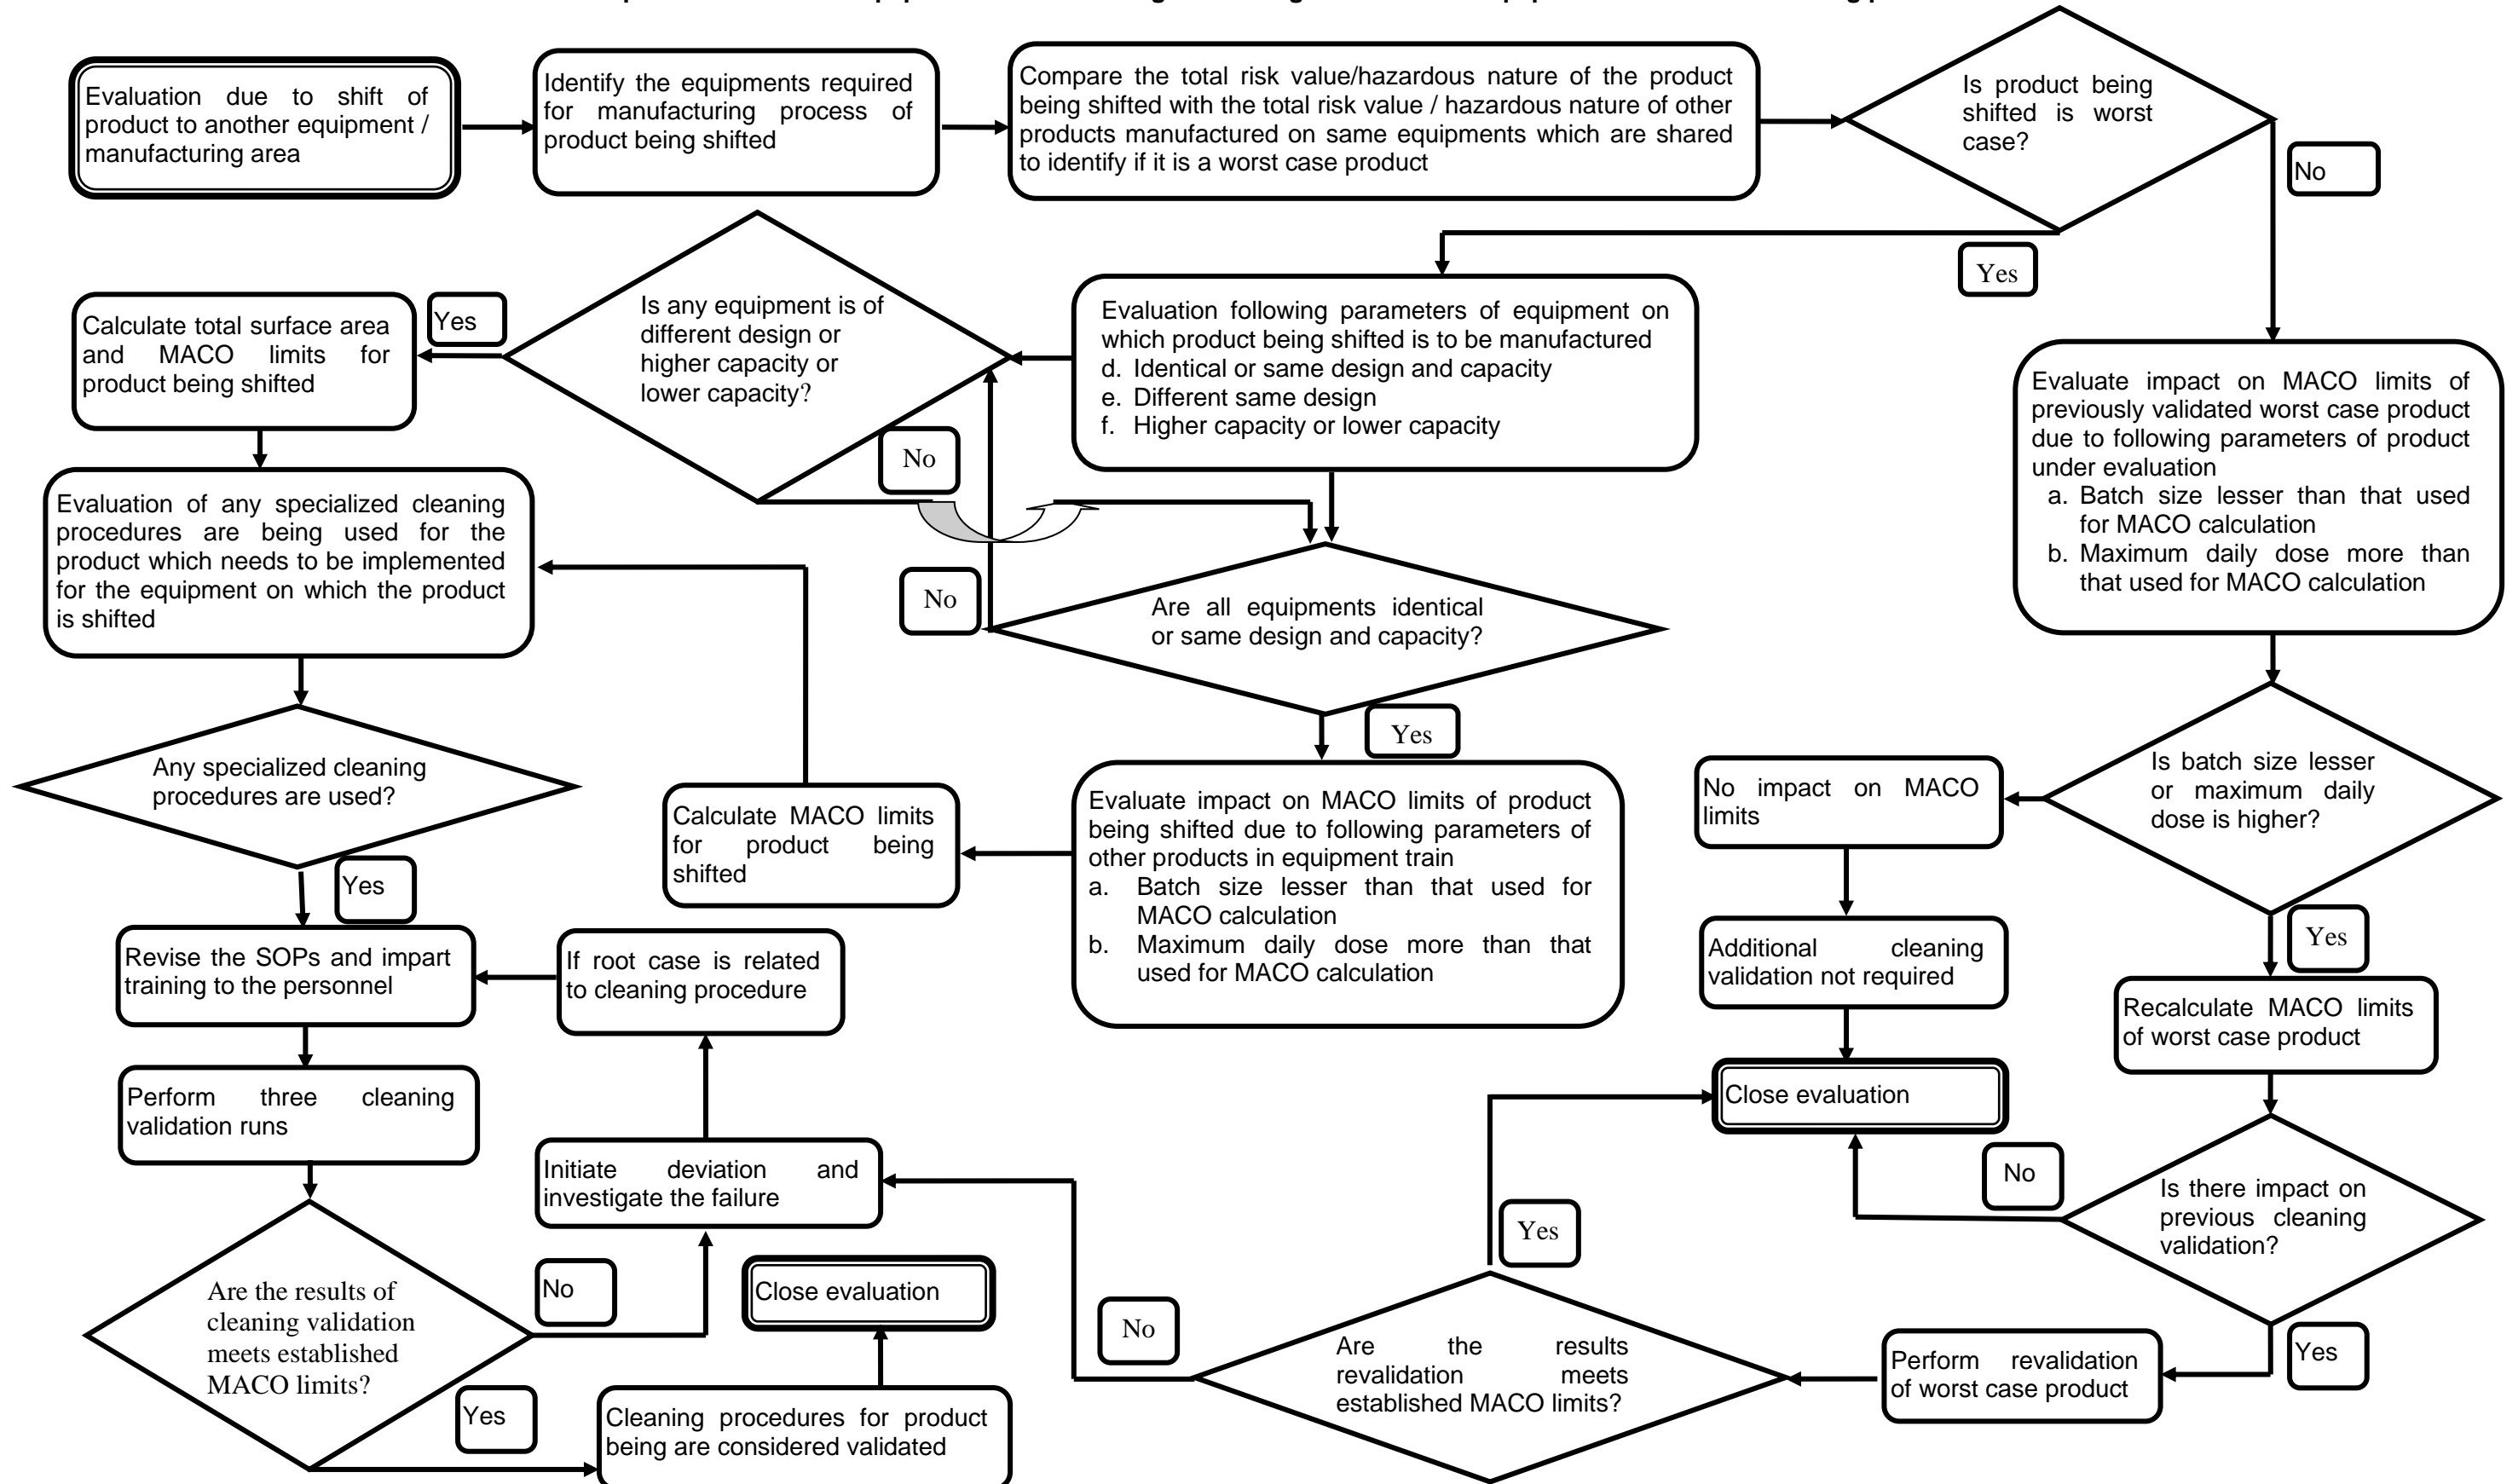 Evaluation due to shift of
product to another equipment /
manufacturing area
Identify the equipments required
for manufacturing process of
product being shifted
Compare the total risk value/hazardous nature of the product
being shifted with the total risk value / hazardous nature of other
products manufactured on same equipments which are shared
to identify if it is a worst case product
Is product being
shifted is worst
case?
No
Yes
Calculate total surface area
and MACO limits for
product being shifted
Yes
Is any equipment is of
different design or
higher capacity or
lower capacity?
No
Evaluation following parameters of equipment on
which product being shifted is to be manufactured
d. Identical or same design and capacity
e. Different same design
f. Higher capacity or lower capacity
Evaluate impact on MACO limits of
previously validated worst case product
due to following parameters of product
under evaluation
a. Batch size lesser than that used
for MACO calculation
b. Maximum daily dose more than
that used for MACO calculation
Evaluation of any specialized cleaning
procedures are being used for the
product which needs to be implemented
for the equipment on which the product
is shifted
No
Are all equipments identical
or same design and capacity?
Yes
Any specialized cleaning
procedures are used?
Yes
Calculate MACO limits
for product being
shifted
Evaluate impact on MACO limits of product
being shifted due to following parameters of
other products in equipment train
a. Batch size lesser than that used for
MACO calculation
b. Maximum daily dose more than that
used for MACO calculation
No impact on MACO
limits
Is batch size lesser
or maximum daily
dose is higher?
Yes
Additional cleaning
validation not required
Revise the SOPs and impart
training to the personnel
If root case is related
to cleaning procedure
Recalculate MACO limits
of worst case product
Perform three cleaning
validation runs
Close evaluation
Initiate deviation and
investigate the failure
No
Is there impact on
previous cleaning
validation?
Yes
Yes
Are the results of
cleaning validation
meets established
MACO limits?
No
Close evaluation
No
Are the results
revalidation meets
established MACO limits?
Perform revalidation
of worst case product
Yes
Cleaning procedures for product
being are considered validated